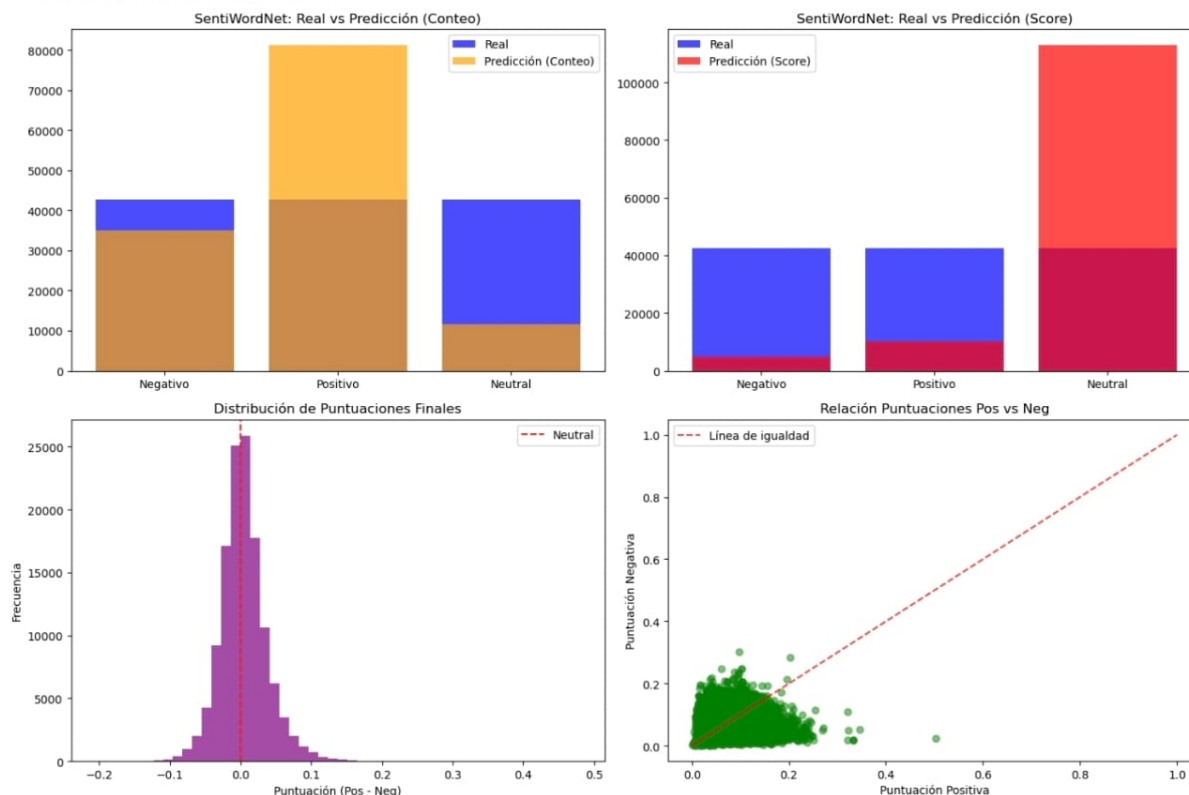 SentiWordNet: Real vs Predicción (Conteo)
80000
70000
60000
50000
40000
30000
20000
10000
0
Real
Predicción (Conteo)
Negativo
Positivo
Neutral
SentiWordNet: Real vs Predicción (Score)
100000
80000
60000
40000
20000
0
Real
Predicción (Score)
Negativo
Positivo
Neutral
Distribución de Puntuaciones Finales
Frecuencia
25000
20000
15000
10000
5000
0
Neutral
-0.2
-0.1
0.0
0.1
0.2
0.3
0.4
0.5
Puntuación (Pos - Neg)
Relación Puntuaciones Pos vs Neg
Puntuación Negativa
1.0
0.8
0.6
0.4
0.2
0.0
Línea de igualdad
0.0
0.2
0.4
0.6
0.8
1.0
Puntuación Positiva